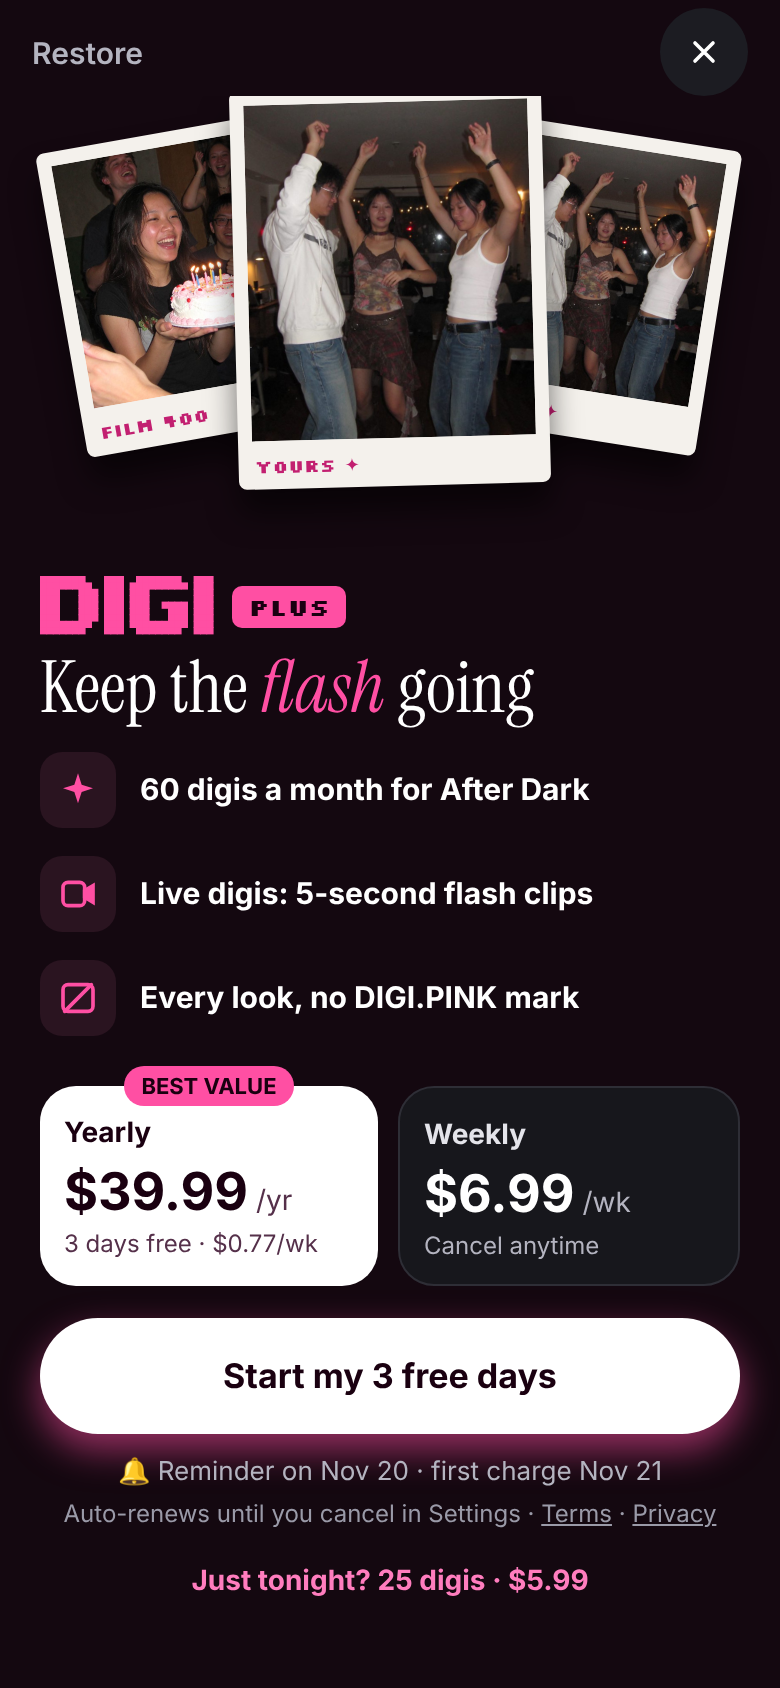 Restore
FILM 400
YOURS ✦
DIGI PLUS
Keep the flash going
60 digis a month for After Dark
Live digis: 5-second flash clips
Every look, no DIGI.PINK mark
BEST VALUE
Yearly
$39.99 /yr
3 days free · $0.77/wk
Weekly
$6.99 /wk
Cancel anytime
Start my 3 free days
🔔 Reminder on Nov 20 · first charge Nov 21
Auto-renews until you cancel in Settings · Terms · Privacy
Just tonight? 25 digis · $5.99